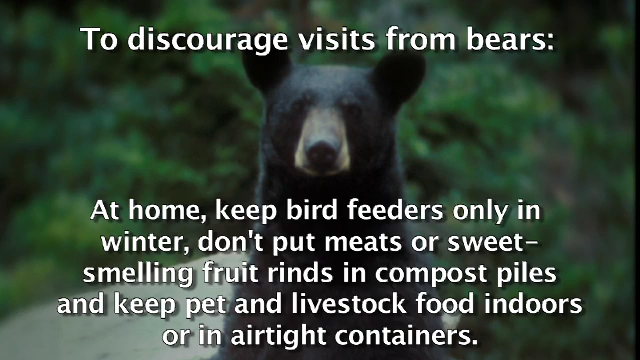 To discourage visits from bears:
At home, keep bird feeders only in
winter, don't put meats or sweet-
smelling fruit rinds in compost piles
and keep pet and livestock food indoors
or in airtight containers.